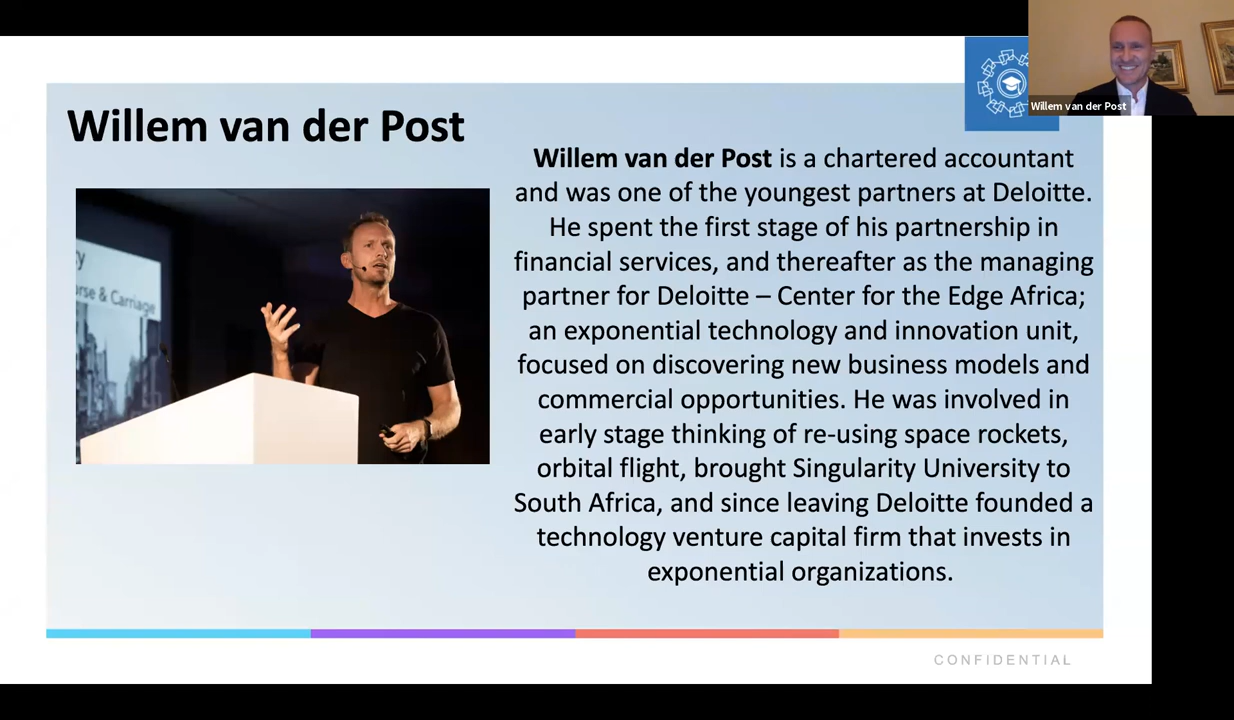 Willem van der Post
Willem van der Post
Willem van der Post is a chartered accountant
and was one of the youngest partners at Deloitte.
He spent the first stage of his partnership in
financial services, and thereafter as the managing
partner for Deloitte – Center for the Edge Africa;
an exponential technology and innovation unit,
focused on discovering new business models and
commercial opportunities. He was involved in
early stage thinking of re-using space rockets,
orbital flight, brought Singularity University to
South Africa, and since leaving Deloitte founded a
technology venture capital firm that invests in
exponential organizations.
& Carriage
CONFIDENTIAL